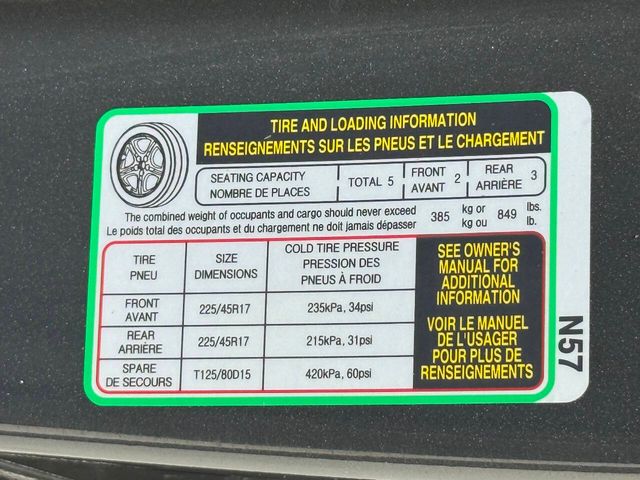 TIRE AND LOADING INFORMATION
RENSEIGNEMENTS SUR LES PNEUS ET LE CHARGEMENT
SEATING CAPACITY
NOMBRE DE PLACES
TOTAL 5
FRONT
AVANT 2
REAR
ARRIÈRE 3
The combined weight of occupants and cargo should never exceed
Le poids total des occupants et du chargement ne doit jamais dépasser
385 kg or
kg ou 849 lbs.
lb.
TIRE
PNEU
SIZE
DIMENSIONS
COLD TIRE PRESSURE
PRESSION DES
PNEUS À FROID
FRONT
AVANT
225/45R17
235kPa, 34psi
REAR
ARRIÈRE
225/45R17
215kPa, 31psi
SPARE
DE SECOURS
T125/80D15
420kPa, 60psi
SEE OWNER'S
MANUAL FOR
ADDITIONAL
INFORMATION
VOIR LE MANUEL
DE L'USAGER
POUR PLUS DE
RENSEIGNEMENTS
N57